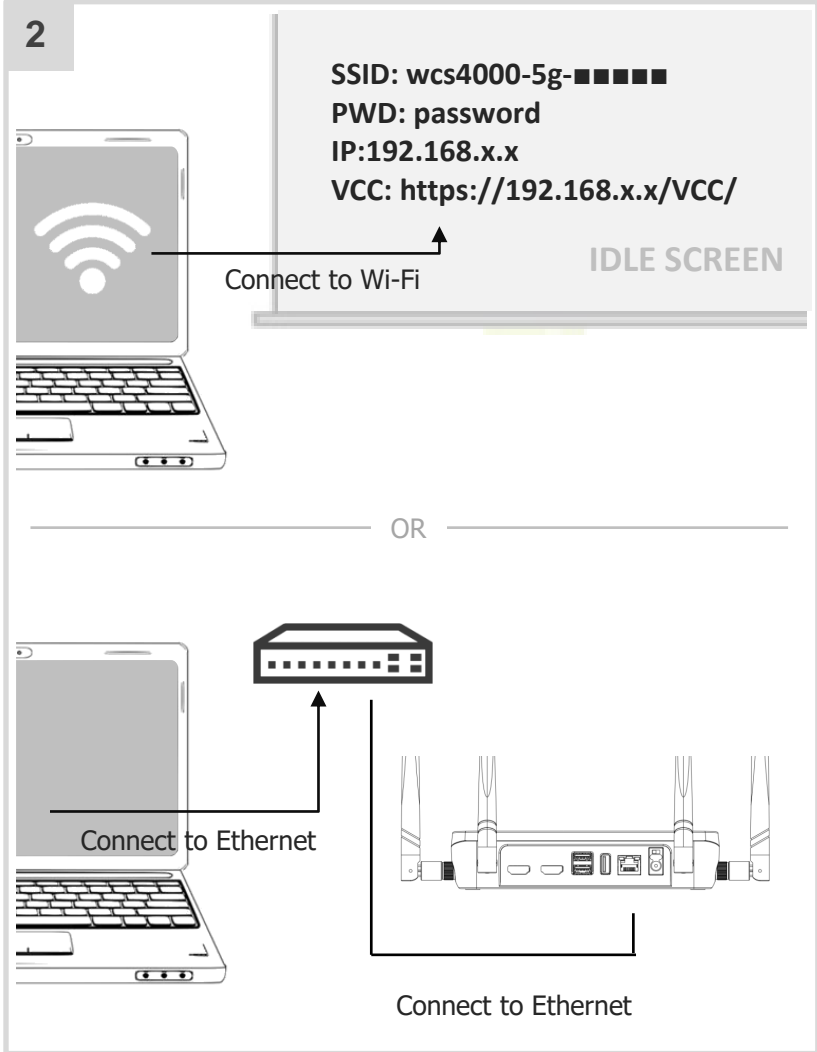 2
SSID: wcs4000-5g-■■■■■
PWD: password
IP:192.168.x.x
VCC: https://192.168.x.x/VCC/
IDLE SCREEN
Connect to Wi-Fi
OR
Connect to Ethernet
Connect to Ethernet